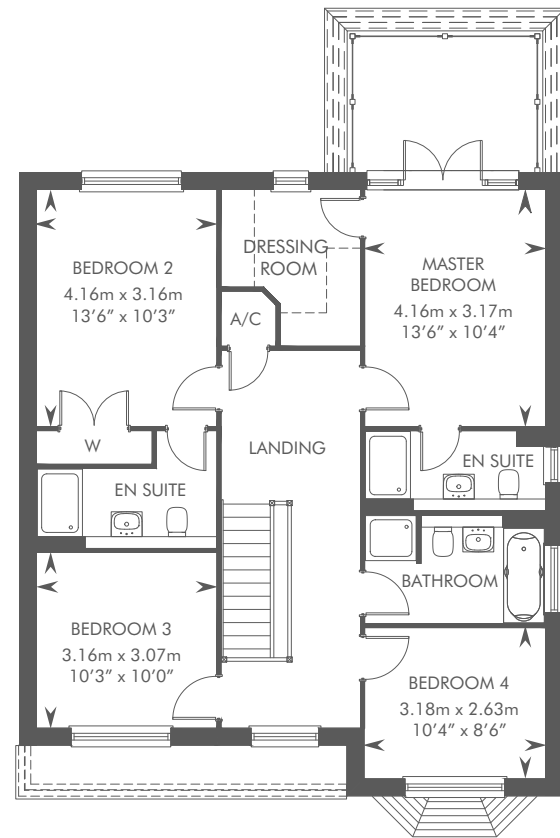 BEDROOM 2
4.16m x 3.16m
13’6” x 10’3”
DRESSING
ROOM
MASTER
BEDROOM
4.16m x 3.17m
13’6” x 10’4”
A/C
W
LANDING
EN SUITE
EN SUITE
BATHROOM
BEDROOM 3
3.16m x 3.07m
10’3” x 10’0”
BEDROOM 4
3.18m x 2.63m
10’4” x 8’6”